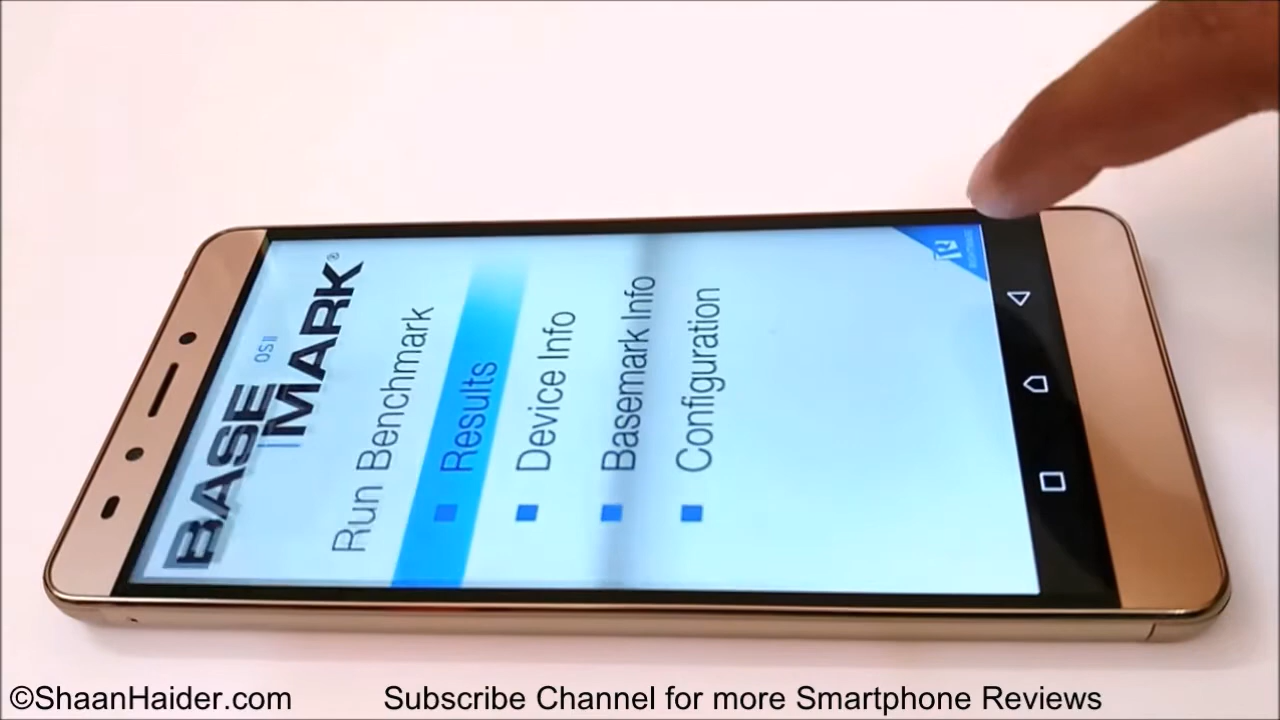 BASE
MARK®
OS II
Run Benchmark
Results
Device Info
Basemark Info
Configuration
©ShaanHaider.com
Subscribe Channel for more Smartphone Reviews